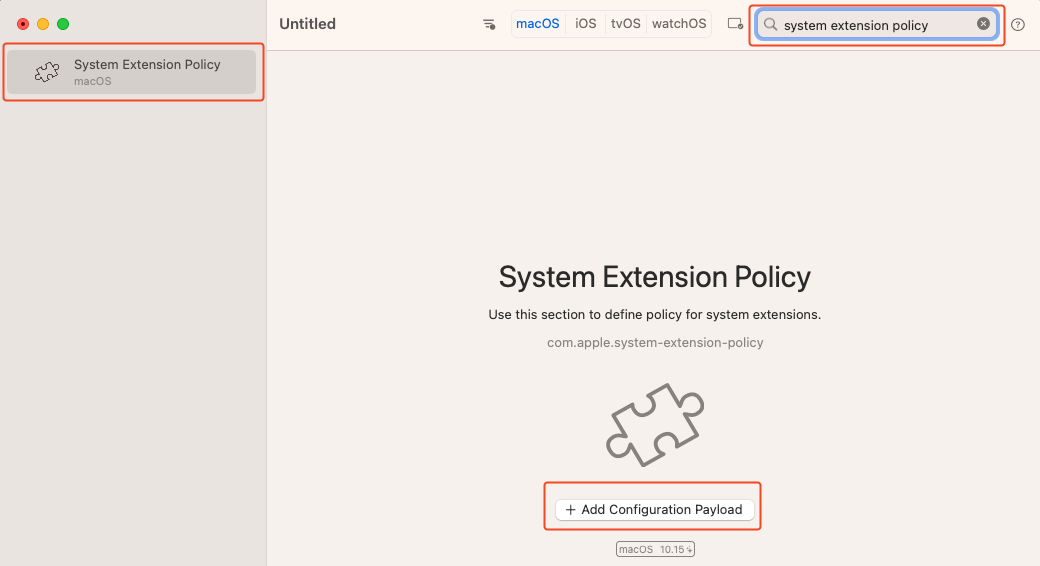 Untitled
macOS iOS tvOS watchOS
system extension policy
System Extension Policy
macOS
System Extension Policy
Use this section to define policy for system extensions.
com.apple.system-extension-policy
+ Add Configuration Payload
macOS 10.15